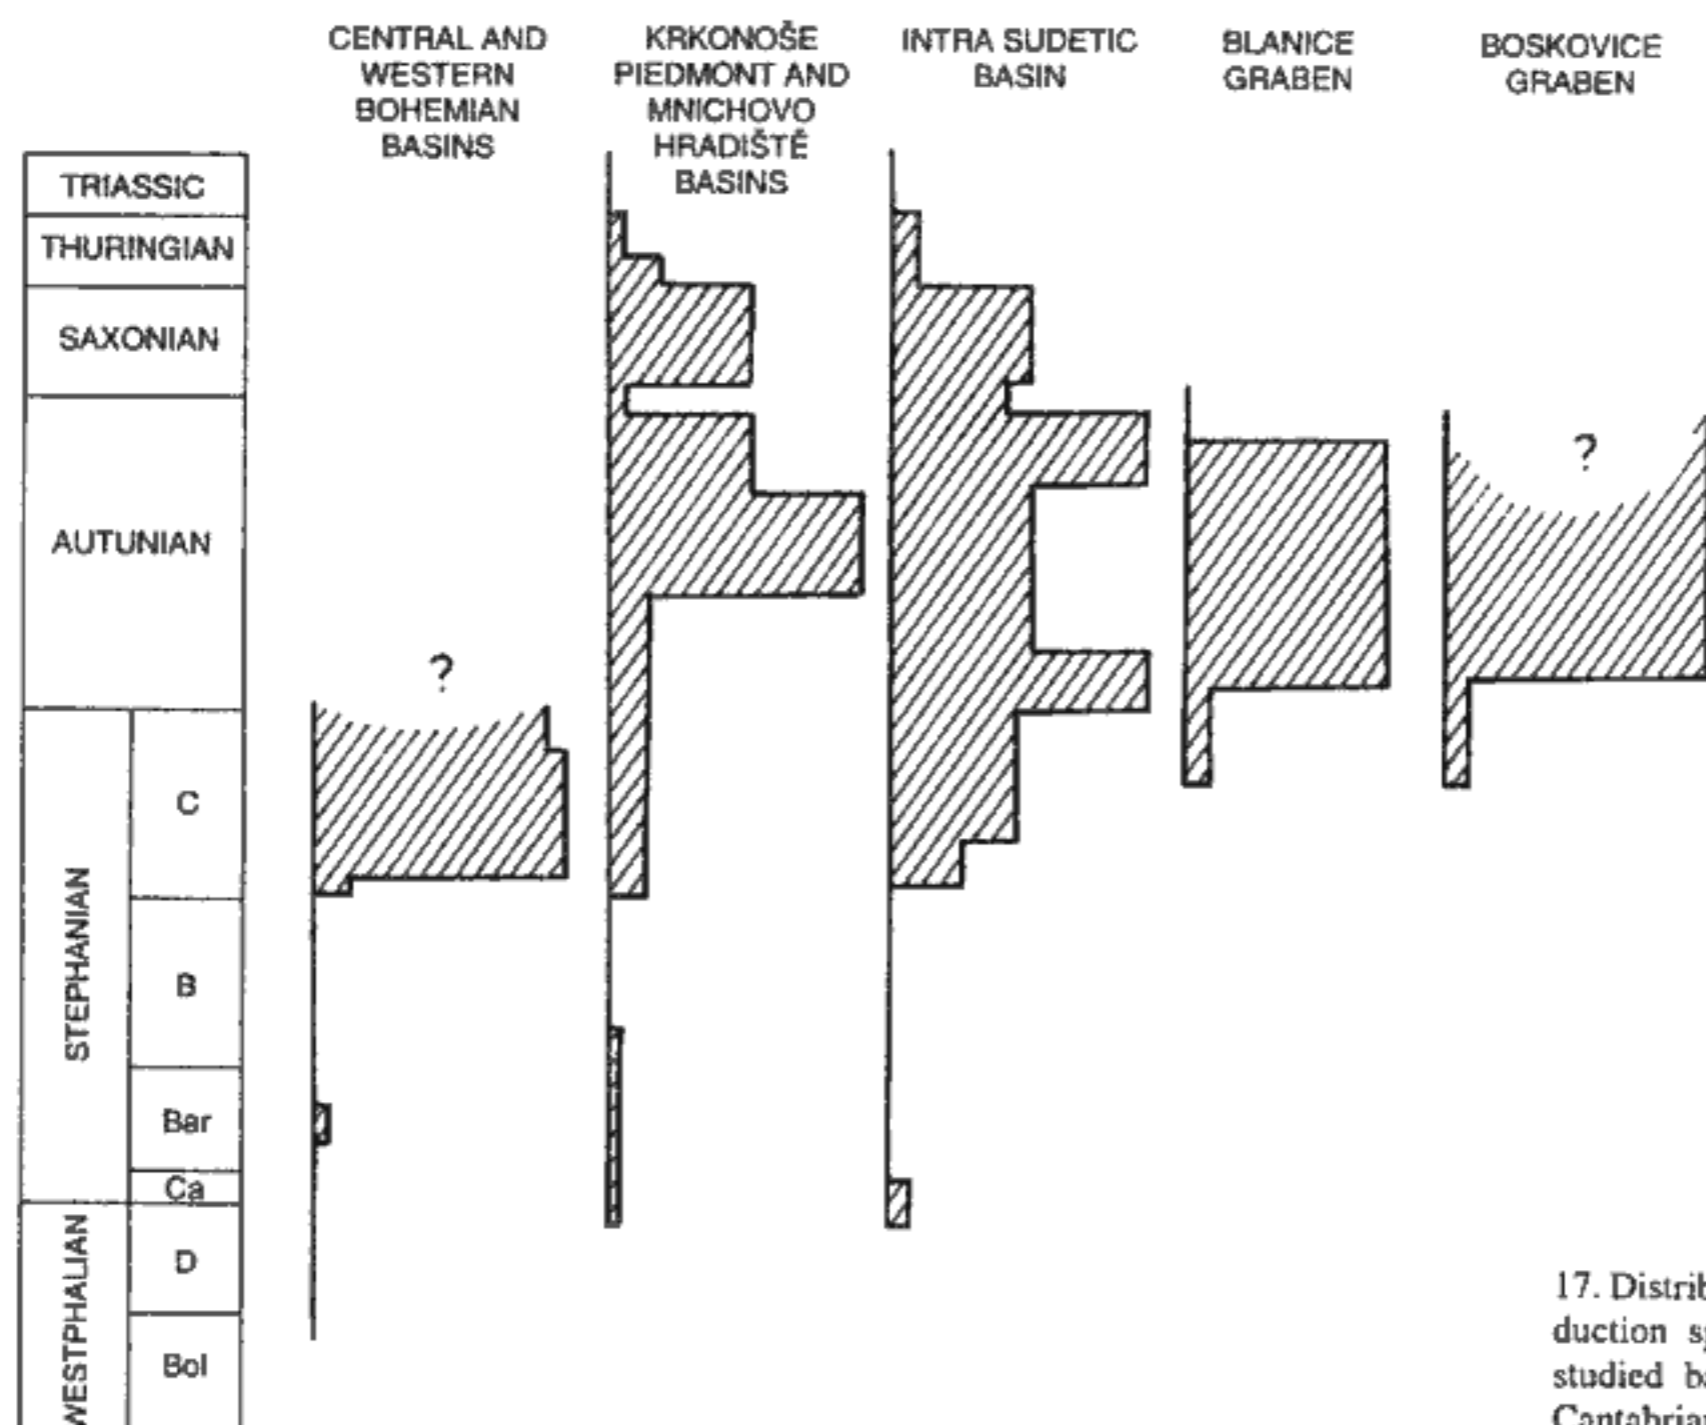 CENTRAL AND
WESTERN
BOHEMIAN
BASINS
KRKONOŠE
PIEDMONT AND
MNICHOVO
HRADIŠTĚ
BASINS
INTRA SUDETIC
BASIN
BLANICE
GRABEN
BOSKOVICE
GRABEN
TRIASSIC
THURINGIAN
SAXONIAN
AUTUNIAN
STEPHANIAN
C
B
Bar
Ca
WESTPHALIAN
D
Bol
?
?
17. Distrib
duction s
studied b
Cantabria